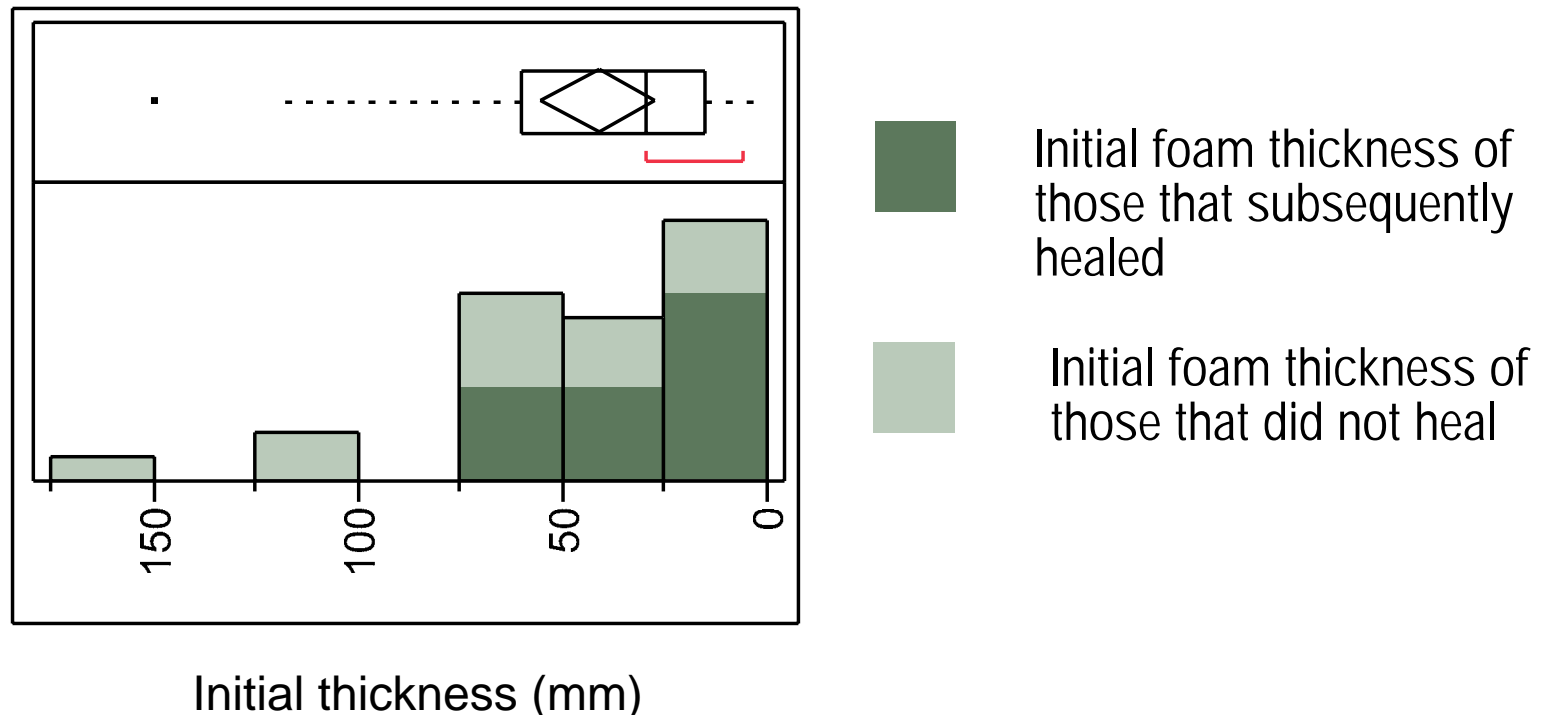 150
100
50
0
Initial thickness (mm)
Initial foam thickness of
those that subsequently
healed
Initial foam thickness of
those that did not heal